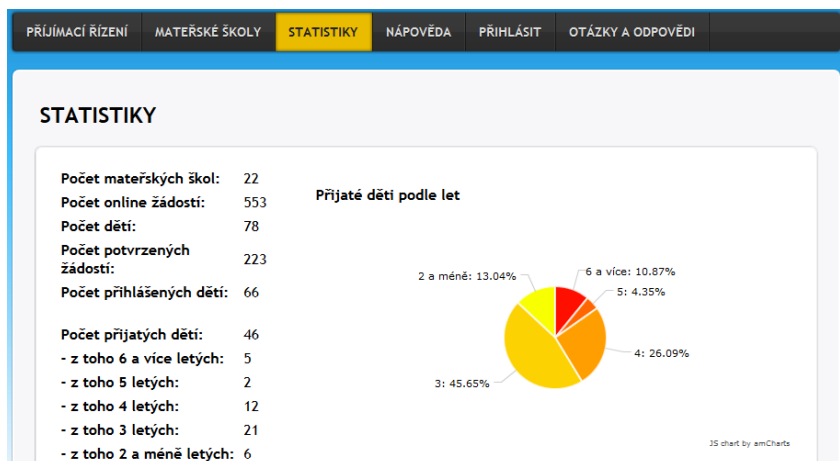 PŘÍJÍMACÍ ŘÍZENÍ MATEŘSKÉ ŠKOLY STATISTIKY NÁPOVĚDA PŘIHLÁSIT OTÁZKY A ODPOVĚDI
STATISTIKY
Počet mateřských škol: 22
Počet online žádostí: 553
Počet dětí: 78
Počet potvrzených
žádostí: 223
Počet přihlášených dětí: 66
Počet přijatých dětí: 46
- z toho 6 a více letých: 5
- z toho 5 letých: 2
- z toho 4 letých: 12
- z toho 3 letých: 21
- z toho 2 a méně letých: 6
Přijaté děti podle let
2 a méně: 13.04%
6 a více: 10.87%
5: 4.35%
4: 26.09%
3: 45.65%
JS chart by amCharts